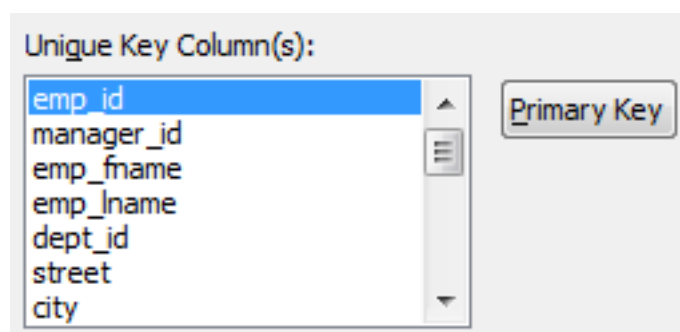 Unique Key Column(s):
emp_id
Primary Key
manager_id
emp_fname
emp_lname
dept_id
street
city